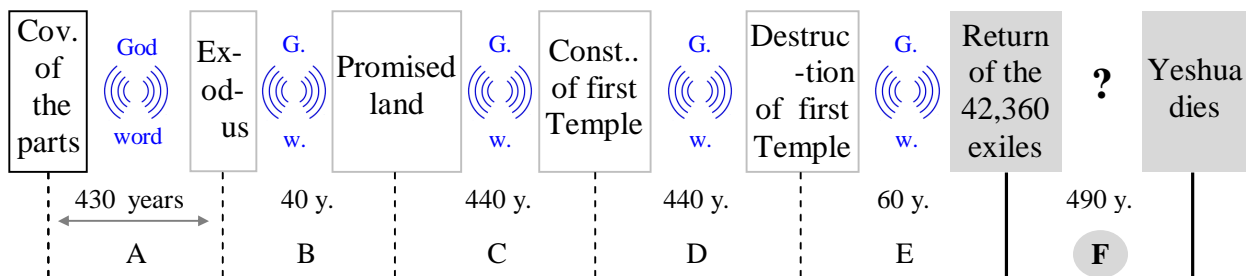 Cov.
of
the
parts
God
word
Ex-
od-
us
G.
w.
Promised
land
G.
w.
Const..
of first
Temple
G.
w.
Destruc
-tion
of first
Temple
G.
w.
Return
of the
42,360
exiles
?
Yeshua
dies
430 years
40 y.
440 y.
440 y.
60 y.
490 y.
A
B
C
D
E
F